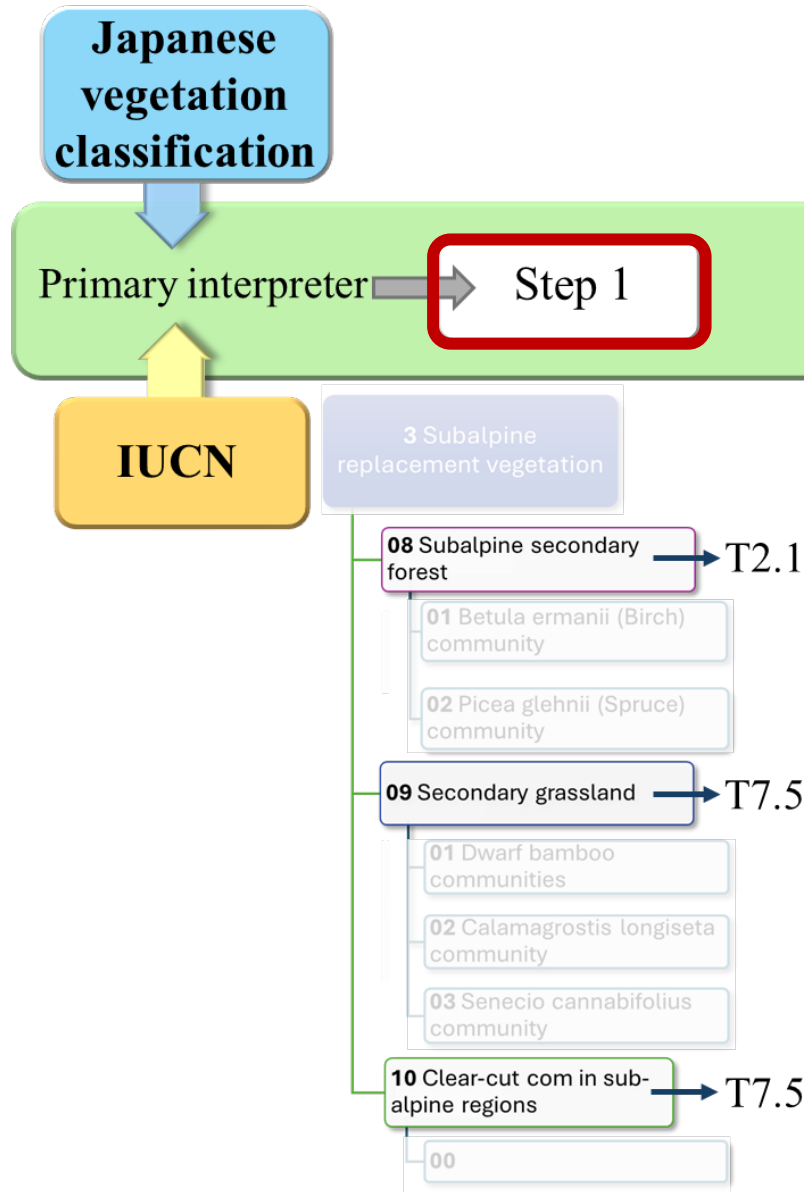 Japanese
vegetation
classification
Primary interpreter
Step 1
IUCN
3 Subalpine
replacement vegetation
08 Subalpine secondary
forest
T2.1
01 Betula ermanii (Birch)
community
02 Picea glehnii (Spruce)
community
09 Secondary grassland
T7.5
01 Dwarf bamboo
communities
02 Calamagrostis longiseta
community
03 Senecio cannabifolius
community
10 Clear-cut com in sub-
alpine regions
T7.5
00